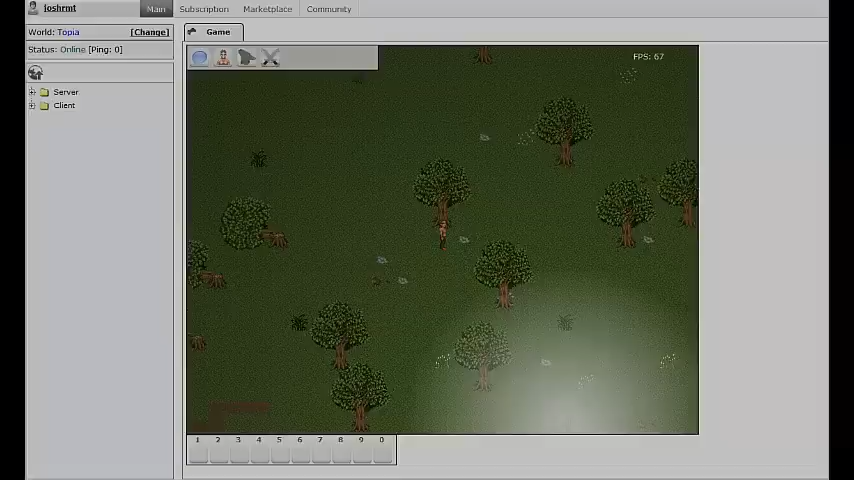 joshrmt Main Subscription Marketplace Community
World: Topia [Change] Game
Status: Online [Ping: 0]
FPS: 67
Server
Client
1 2 3 4 5 6 7 8 9 0